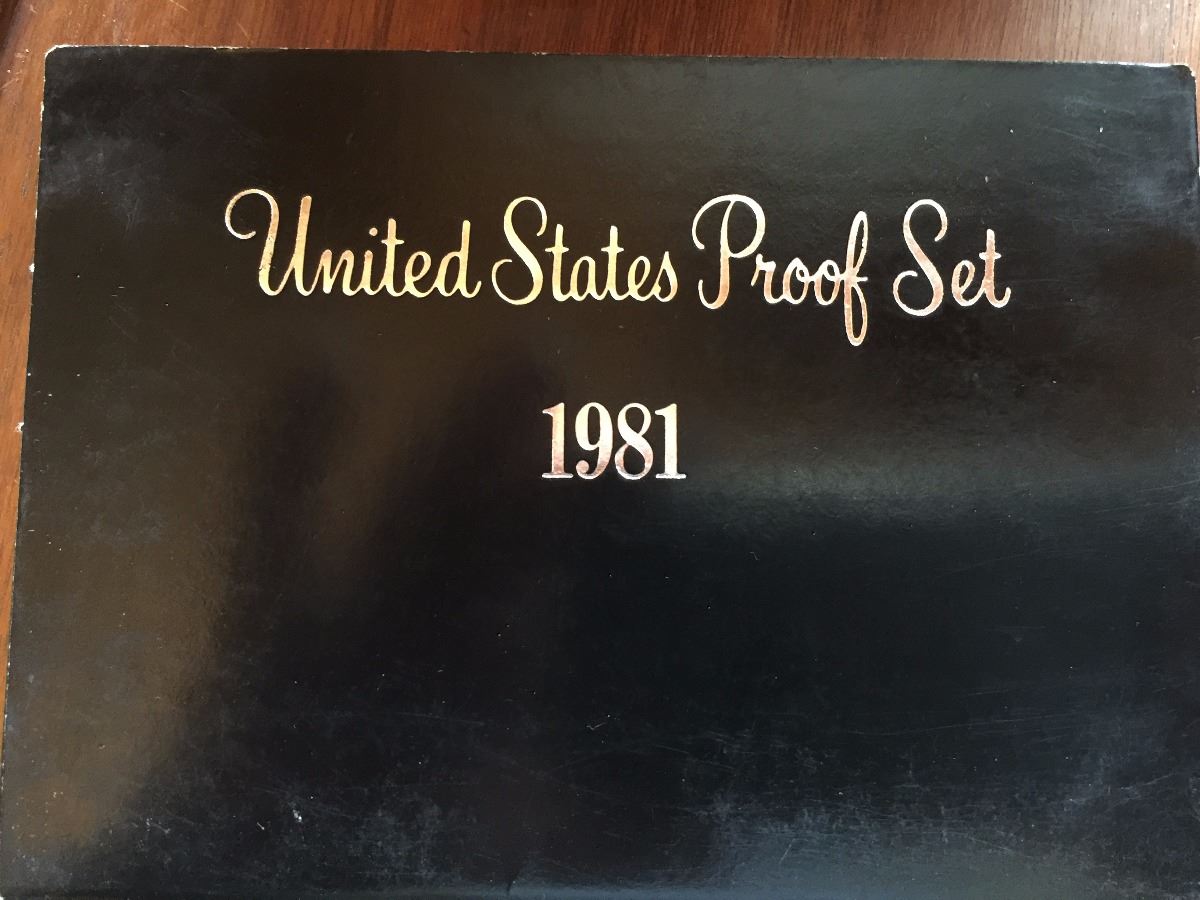 United States Proof Set
1981